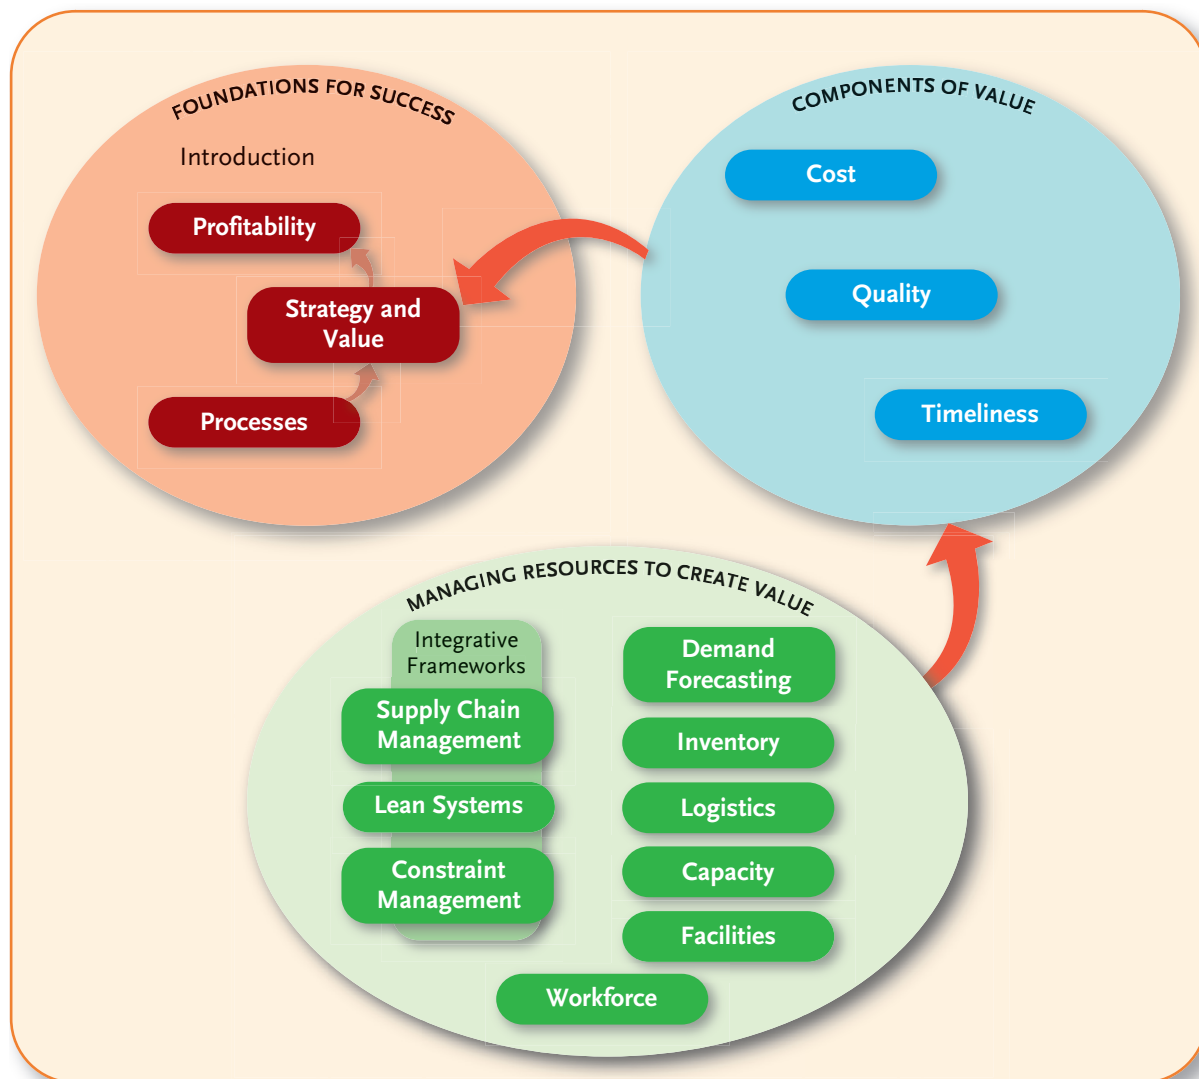 FOUNDATIONS FOR SUCCESS
Introduction
Profitability
Strategy and
Value
Processes
COMPONENTS OF VALUE
Cost
Quality
Timeliness
MANAGING RESOURCES TO CREATE VALUE
Integrative
Frameworks
Supply Chain
Management
Lean Systems
Constraint
Management
Demand
Forecasting
Inventory
Logistics
Capacity
Facilities
Workforce